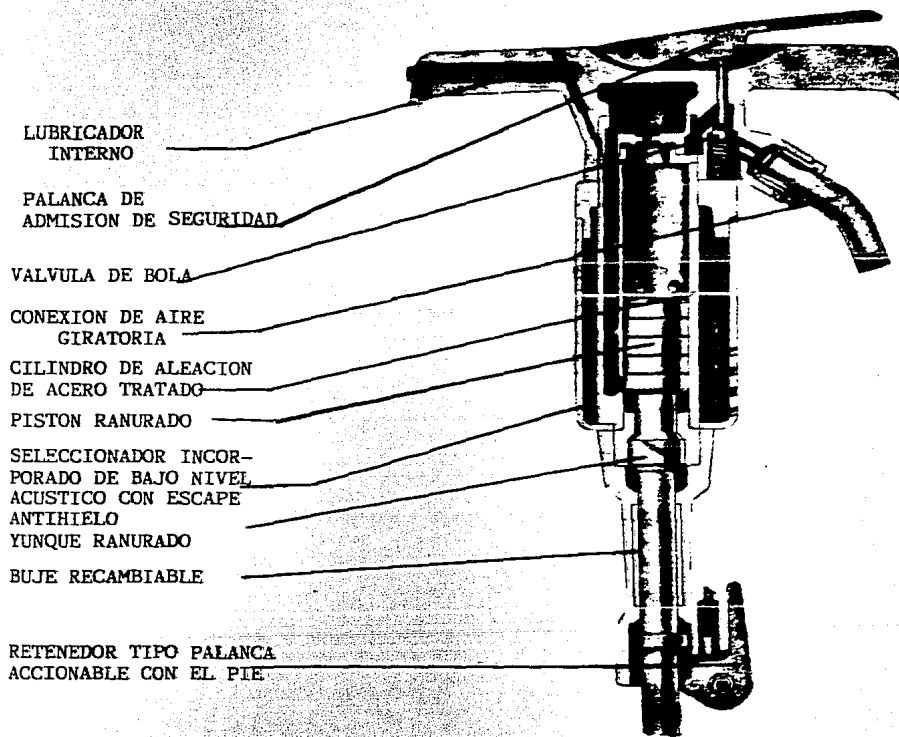 LUBRICADOR
INTERNO
PALANCA DE
ADMISION DE SEGURIDAD
VALVULA DE BOLA
CONEXION DE AIRE
GIRATORIA
CILINDRO DE ALEACION
DE ACERO TRATADO
PISTON RANURADO
SELECCIONADOR INCOR-
PORADO DE BAJO NIVEL
ACUSTICO CON ESCAPE
ANTIHIELO
YUNQUE RANURADO
BUJE RECAMBIABLE
RETENEDOR TIPO PALANCA
ACCIONABLE CON EL PIE